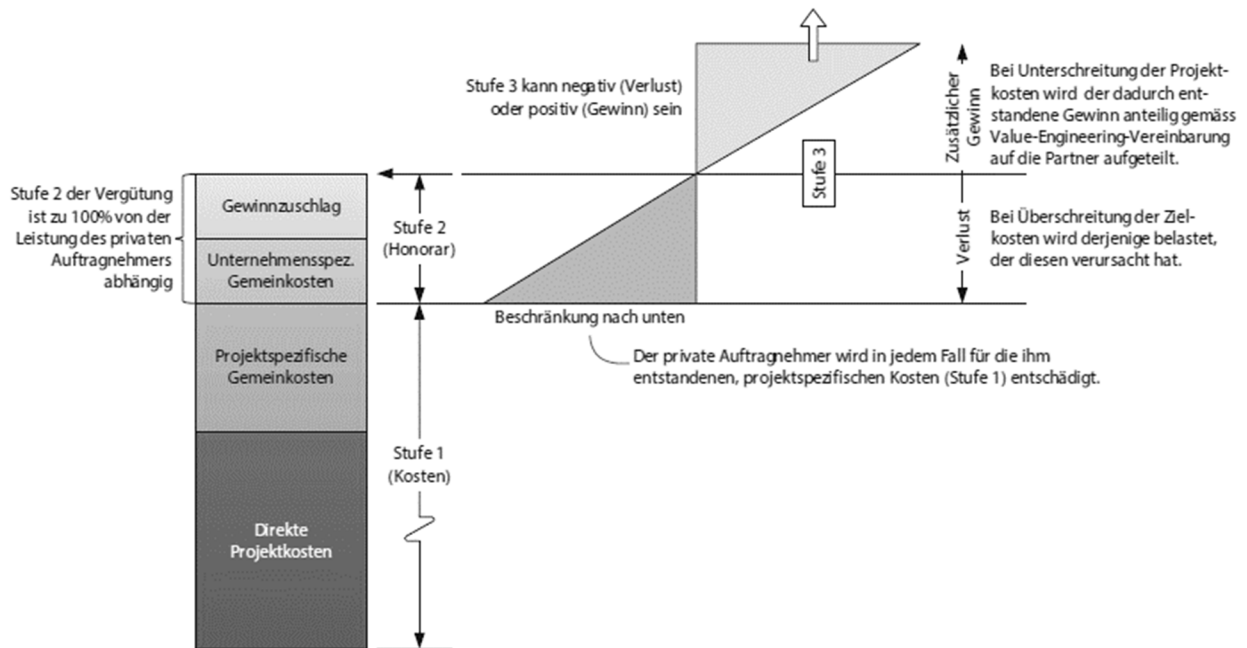 Stufe 3 kann negativ (Verlust)
oder positiv (Gewinn) sein
Zusätzlicher
Gewinn
Bei Unterschreitung der Projekt-
kosten wird der dadurch ent-
standene Gewinn anteilig gemäss
Value-Engineering-Vereinbarung
auf die Partner aufgeteilt.
Stufe 3
Stufe 2 der Vergütung
ist zu 100% von der
Leistung des privaten
Auftragnehmers
abhängig
Gewinnzuschlag
Unternehmensspez.
Gemeinkosten
Stufe 2
(Honorar)
Verlust
Bei Überschreitung der Ziel-
kosten wird derjenige belastet,
der diesen verursacht hat.
Beschränkung nach unten
Der private Auftragnehmer wird in jedem Fall für die ihm
entstandenen, projektspezifischen Kosten (Stufe 1) entschädigt.
Projektspezifische
Gemeinkosten
Stufe 1
(Kosten)
Direkte
Projektkosten